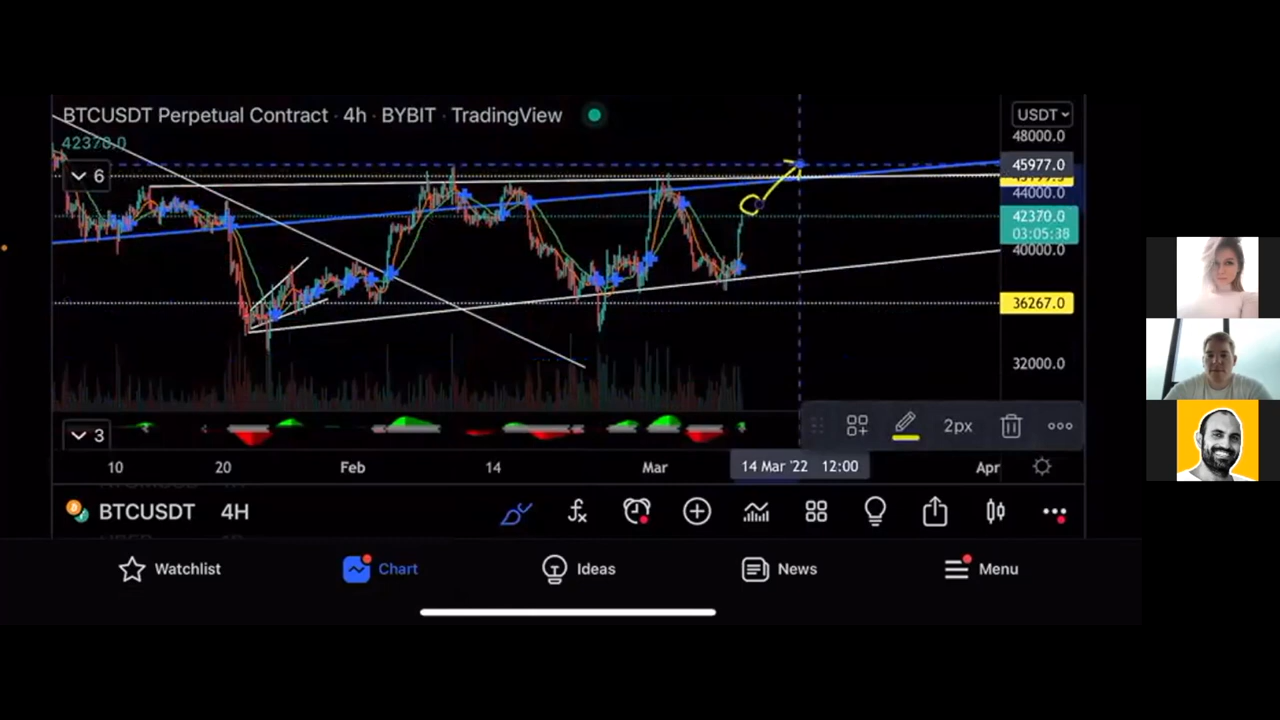 BTCUSDT Perpetual Contract · 4h · BYBIT · TradingView
USDT
42370.0
6
48000.0
45977.0
44000.0
42370.0
03:05:38
40000.0
36267.0
32000.0
3
2px
10 20 Feb 14 Mar 14 Mar '22 12:00 Apr
BTCUSDT 4H
Watchlist Chart Ideas News Menu